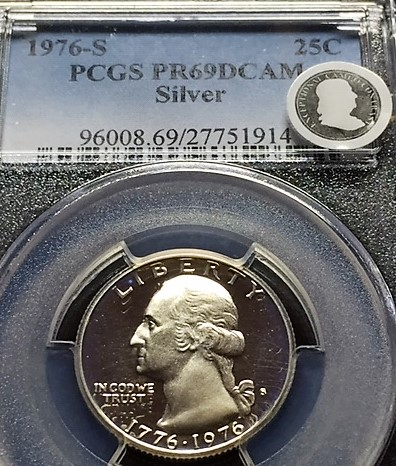 1976-S 25C
PCGS PR69DCAM
Silver
96008.69/27751914
LIBERTY
IN GOD WE
TRUST
S
1776·1976